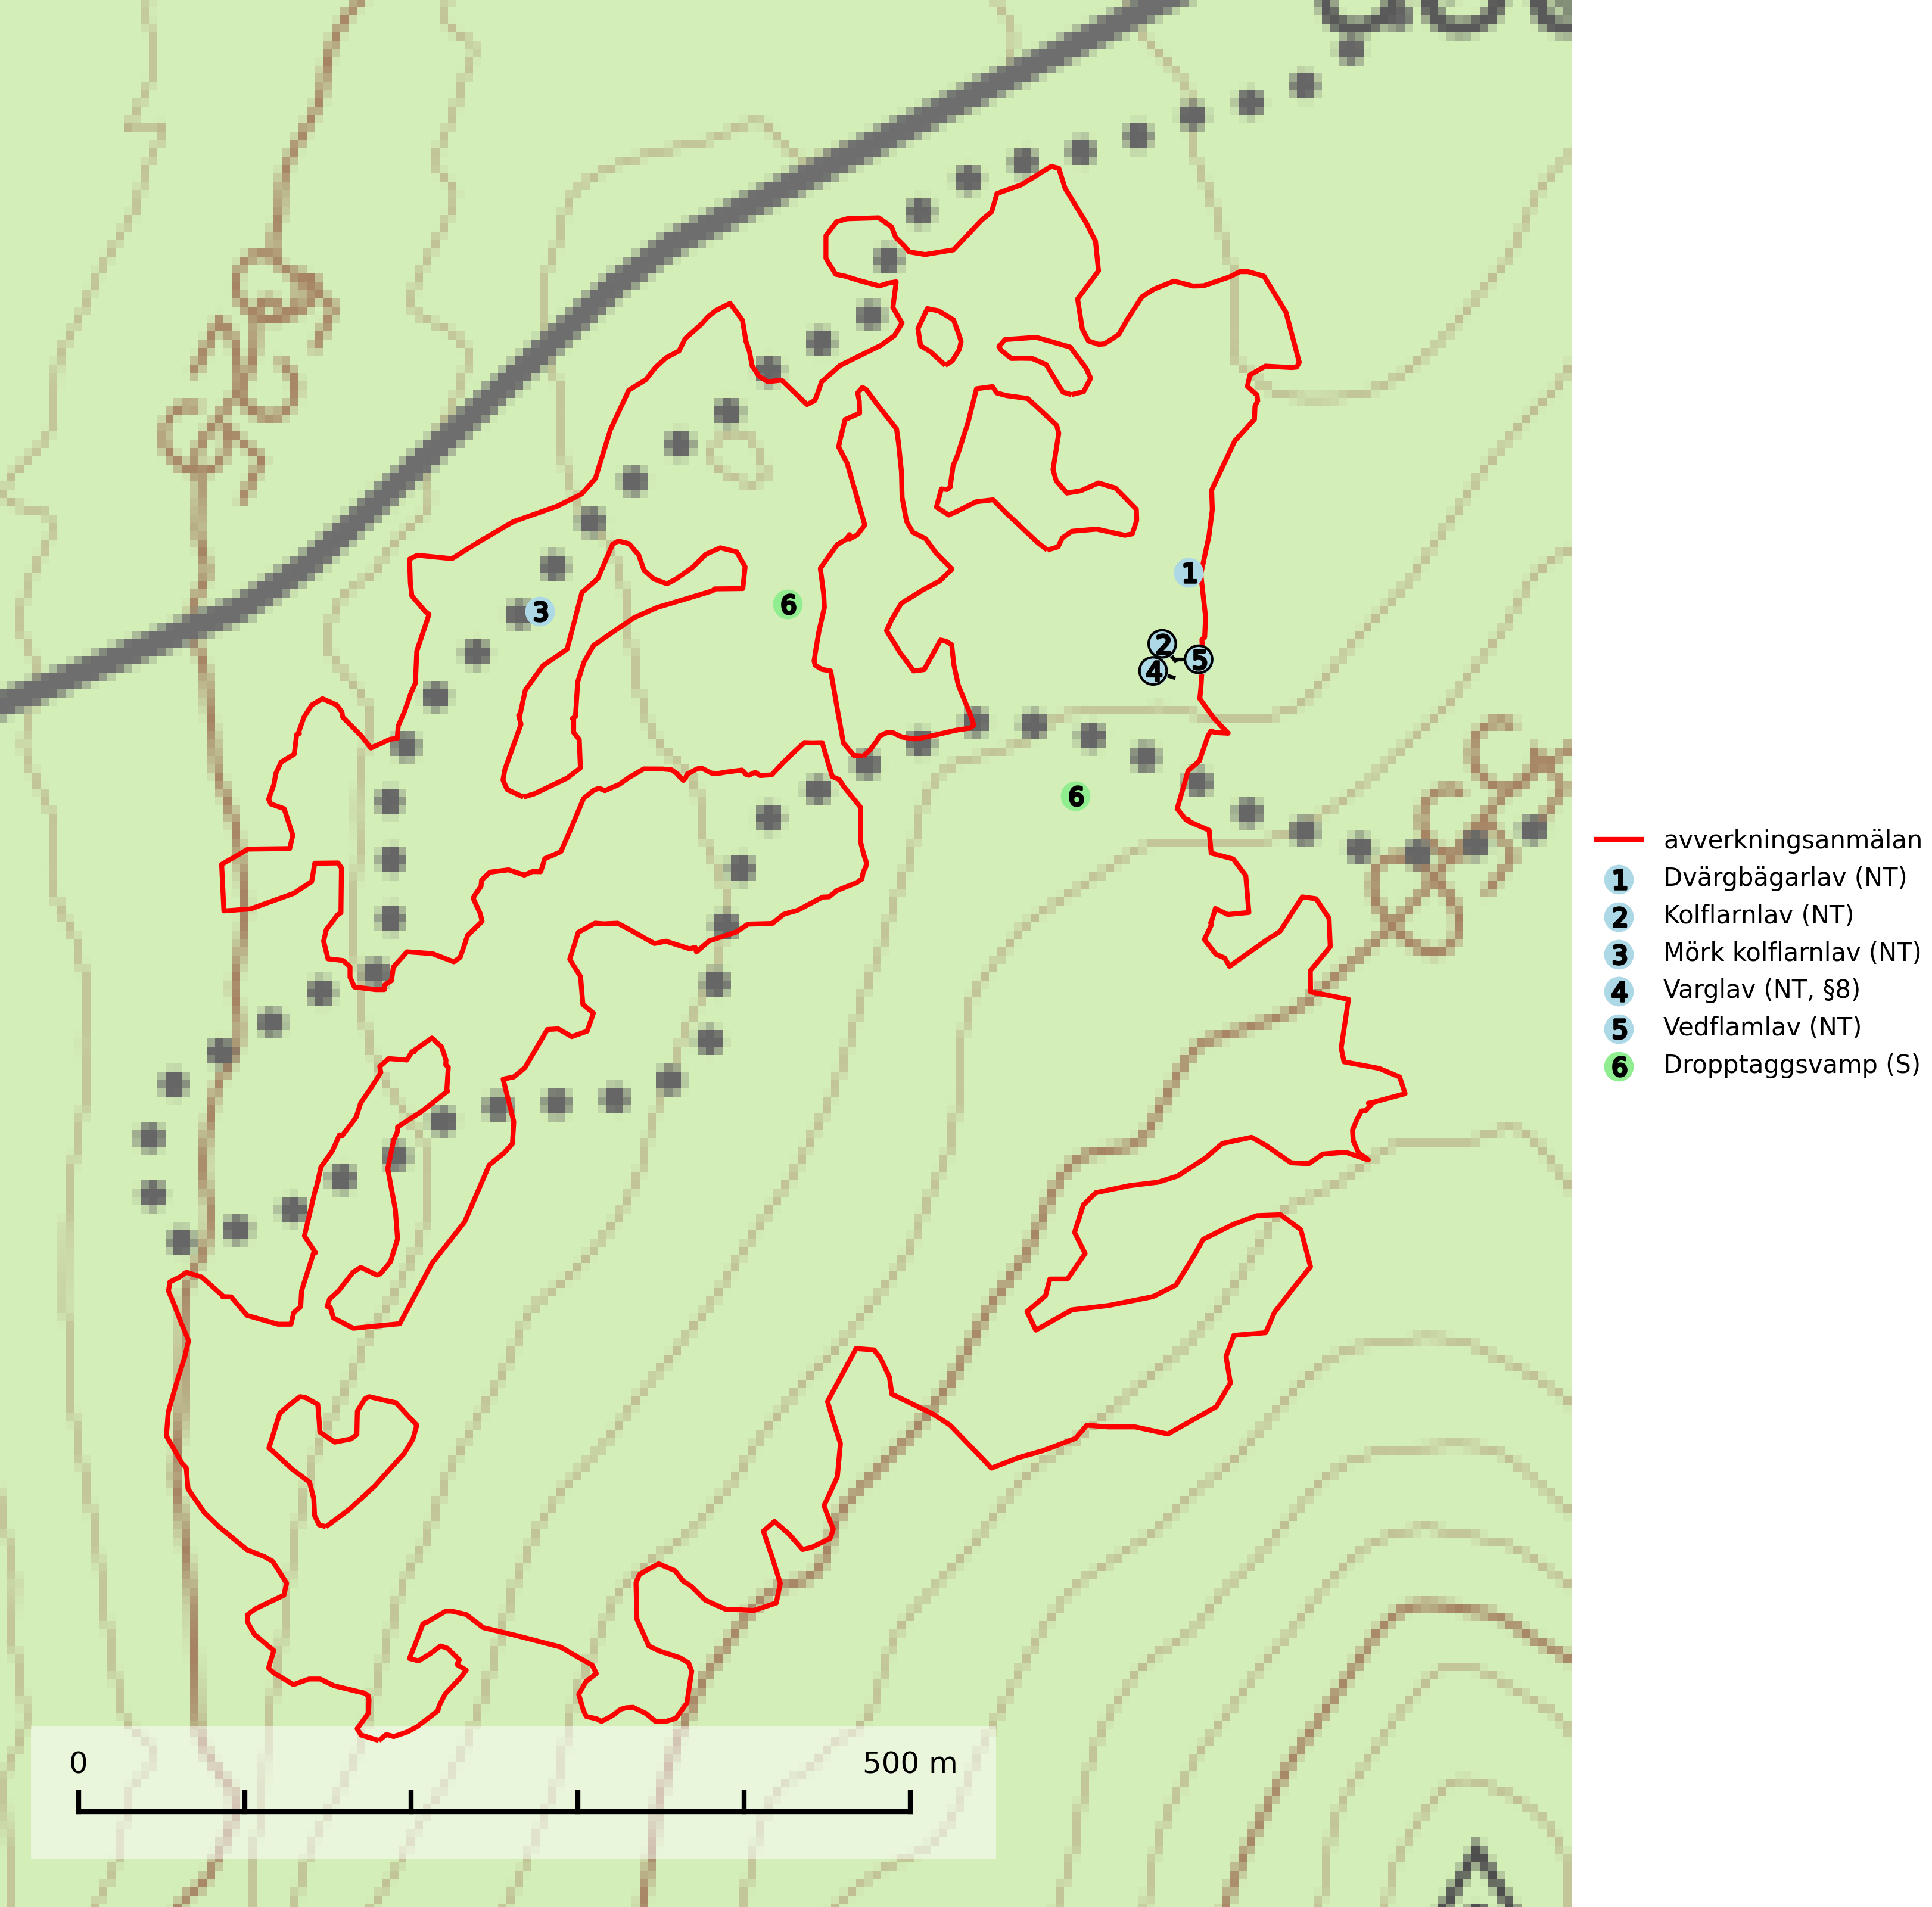 3
6
1
2
5
4
6
avverkningsanmälan
1 Dvärgbägarlav (NT)
2 Kolflarnlav (NT)
3 Mörk kolflarnlav (NT)
4 Varglav (NT, §8)
5 Vedflamlav (NT)
6 Dropptaggsvamp (S)
0 500 m